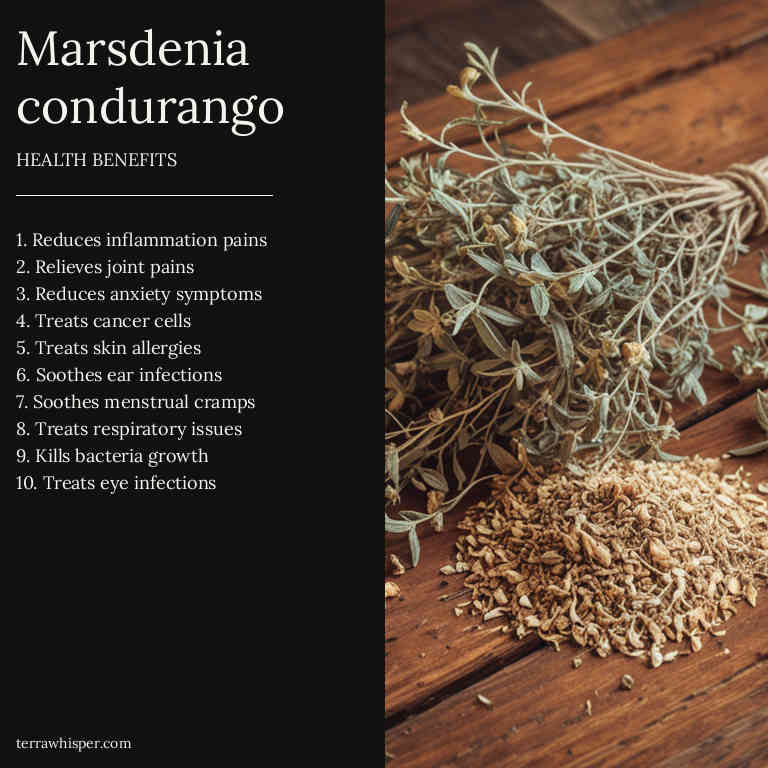 Marsdenia
condurango
HEALTH BENEFITS
1. Reduces inflammation pains
2. Relieves joint pains
3. Reduces anxiety symptoms
4. Treats cancer cells
5. Treats skin allergies
6. Soothes ear infections
7. Soothes menstrual cramps
8. Treats respiratory issues
9. Kills bacteria growth
10. Treats eye infections
terrawhisper.com